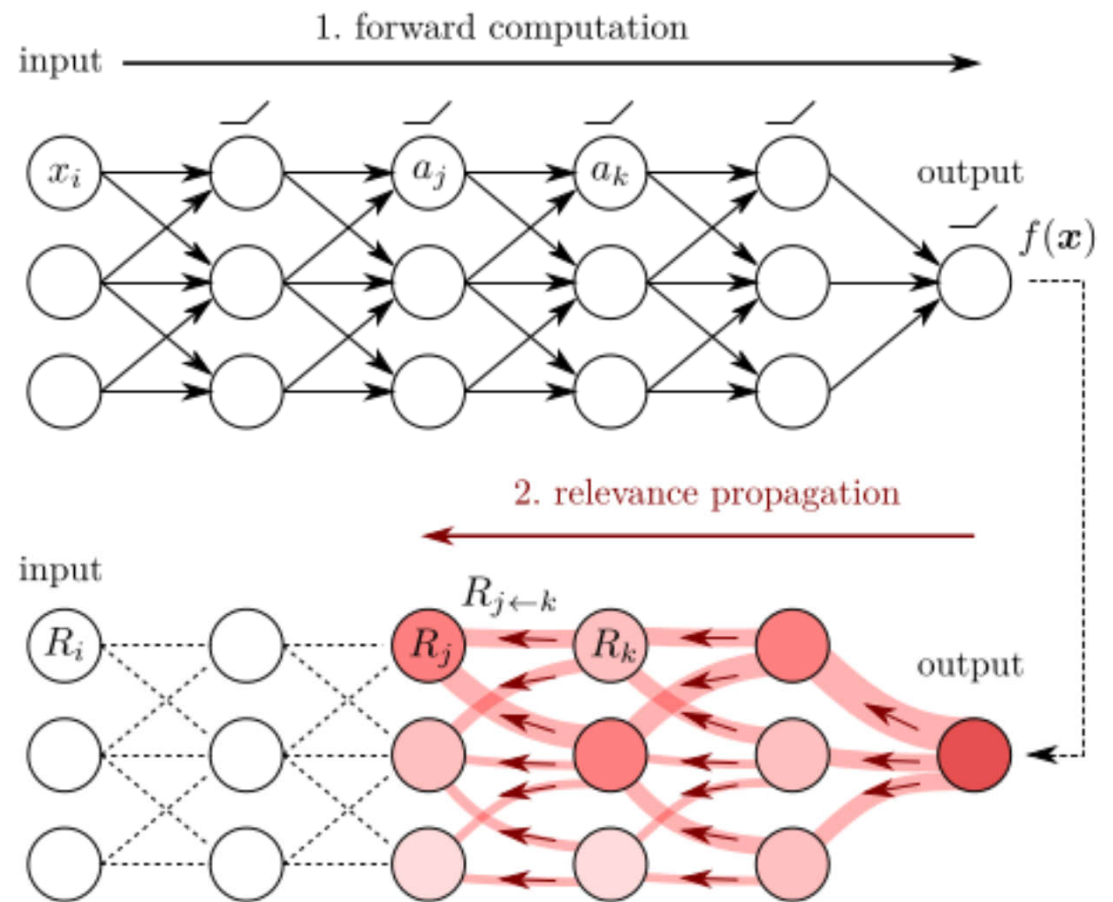 1. forward computation
input
xᵢ
aⱼ
aₖ
output
f(𝒙)
2. relevance propagation
input
Rⱼ←ₖ
Rᵢ
Rⱼ
Rₖ
output